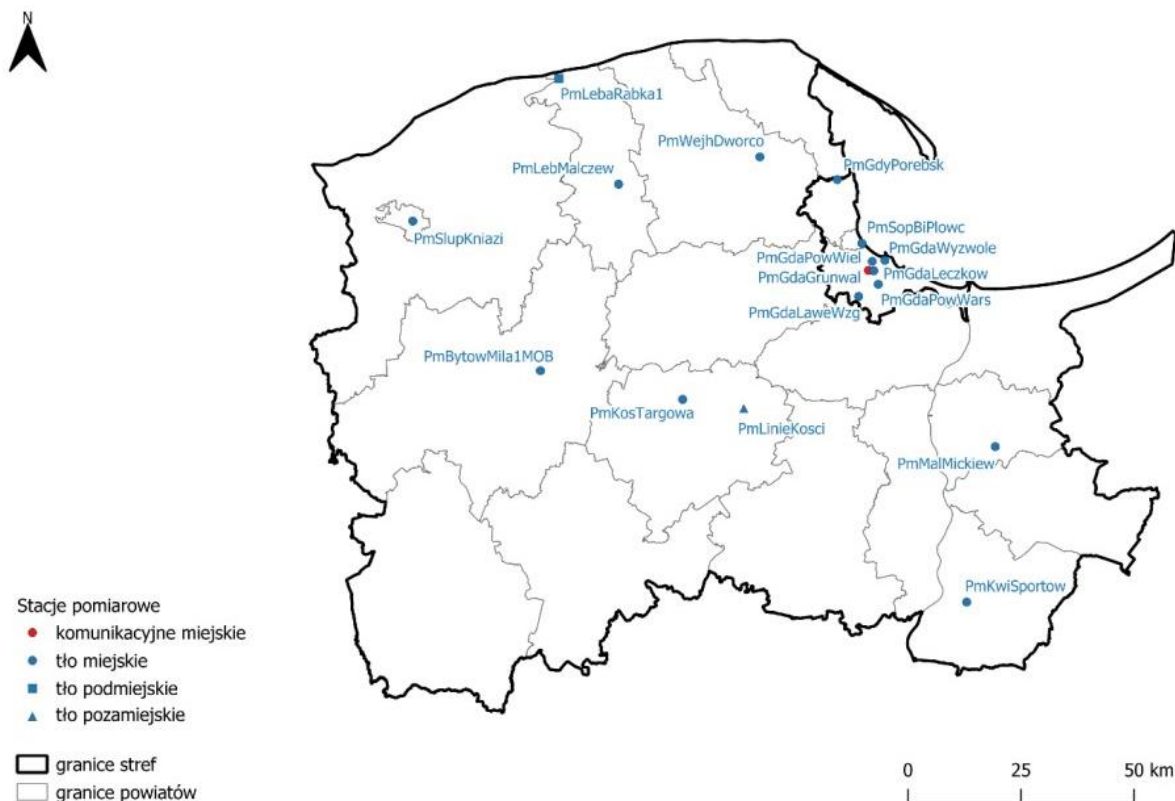 N
PmLebaRabka1
PmWejhDworco
PmLebMalczew
PmGdyPorebsk
PmSlupKniazi
PmSopBiPlowc
PmGdaWyzwole
PmGdaPowWiel
PmGdaGrunwal
PmGdaLeczkow
PmGdaPowWars
PmGdaLaweWzg
PmBytowMila1MOB
PmKosTargowa
PmLinieKosci
PmMalMickiew
PmKwiSportow
Stacje pomiarowe
komunikacyjne miejskie
tło miejskie
tło podmiejskie
tło pozamiejskie
granice stref
granice powiatów
0 25 50 km